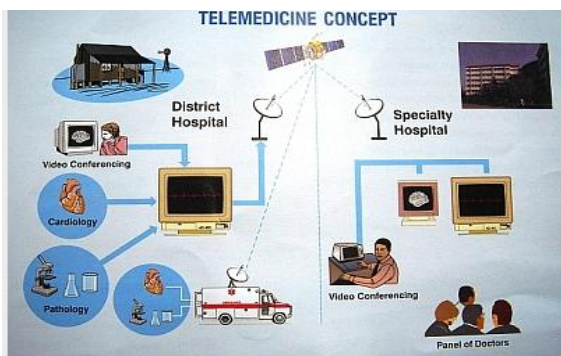 TELEMEDICINE CONCEPT
District
Hospital
Specialty
Hospital
Video Conferencing
Cardiology
Pathology
Video Conferencing
Panel of Doctors